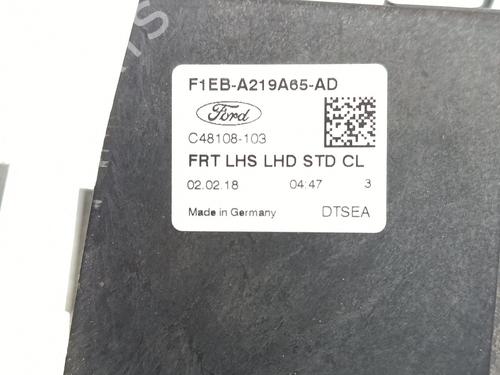 F1EB-A219A65-AD
Ford
C48108-103
FRT LHS LHD STD CL
02.02.18 04:47 3
Made in Germany DTSEA